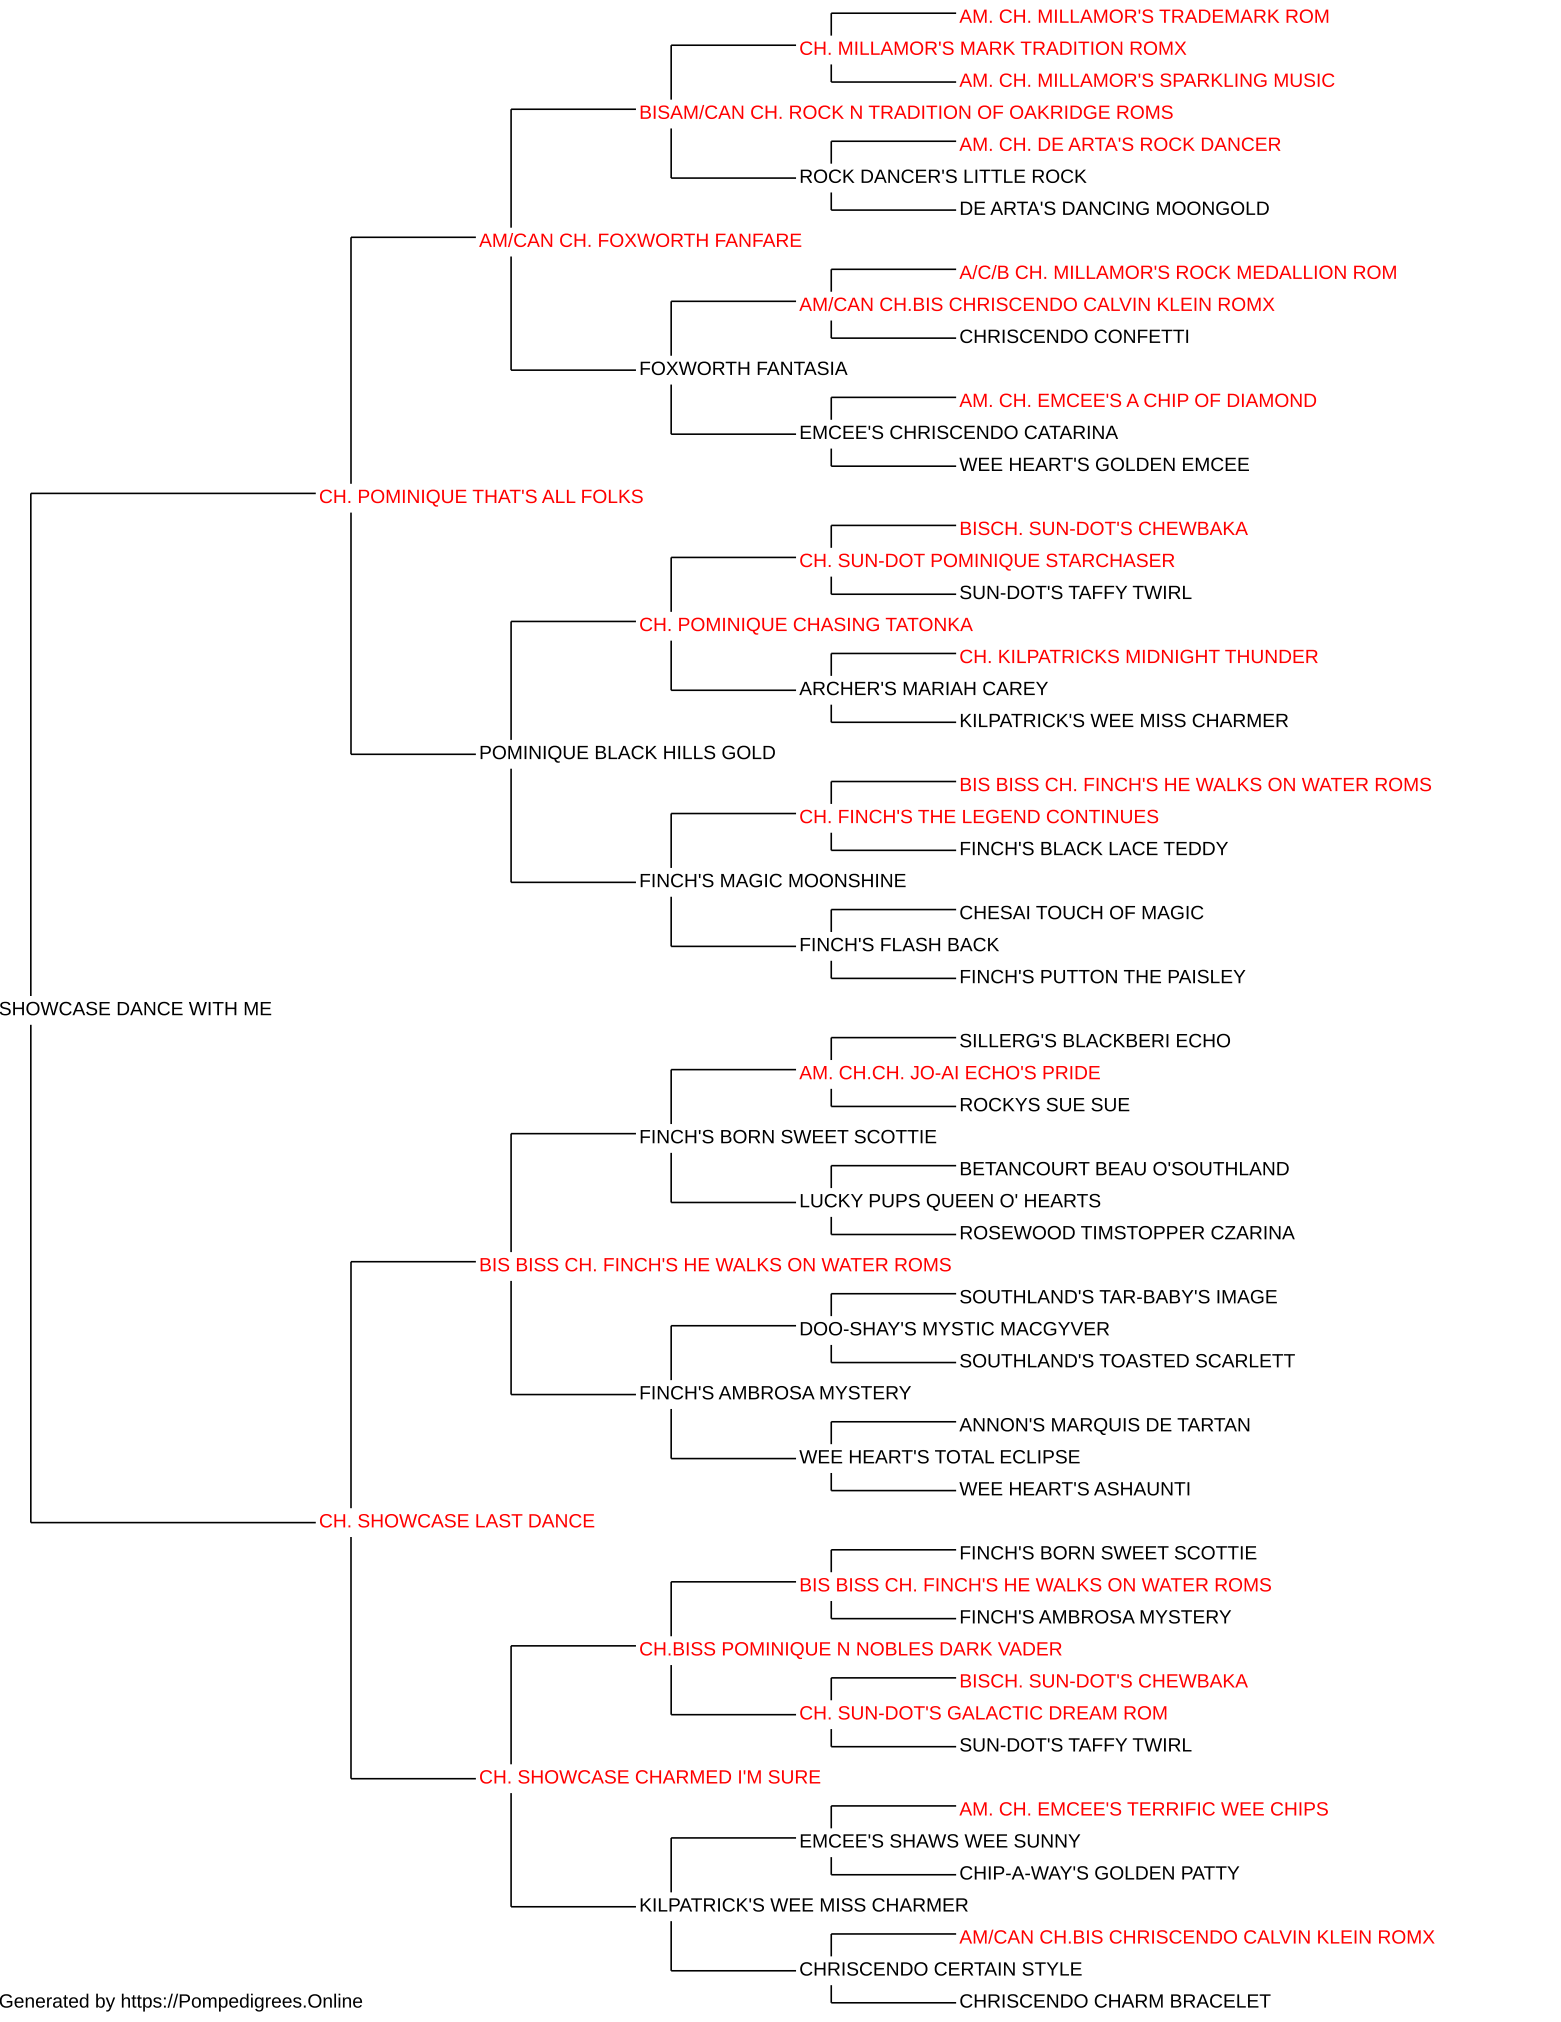 AM. CH. MILLAMOR'S TRADEMARK ROM
CH. MILLAMOR'S MARK TRADITION ROMX
AM. CH. MILLAMOR'S SPARKLING MUSIC
BISAM/CAN CH. ROCK N TRADITION OF OAKRIDGE ROMS
AM. CH. DE ARTA'S ROCK DANCER
ROCK DANCER'S LITTLE ROCK
DE ARTA'S DANCING MOONGOLD
AM/CAN CH. FOXWORTH FANFARE
A/C/B CH. MILLAMOR'S ROCK MEDALLION ROM
AM/CAN CH.BIS CHRISCENDO CALVIN KLEIN ROMX
CHRISCENDO CONFETTI
FOXWORTH FANTASIA
AM. CH. EMCEE'S A CHIP OF DIAMOND
EMCEE'S CHRISCENDO CATARINA
WEE HEART'S GOLDEN EMCEE
CH. POMINIQUE THAT'S ALL FOLKS
BISCH. SUN-DOT'S CHEWBAKA
CH. SUN-DOT POMINIQUE STARCHASER
SUN-DOT'S TAFFY TWIRL
CH. POMINIQUE CHASING TATONKA
CH. KILPATRICKS MIDNIGHT THUNDER
ARCHER'S MARIAH CAREY
KILPATRICK'S WEE MISS CHARMER
POMINIQUE BLACK HILLS GOLD
BIS BISS CH. FINCH'S HE WALKS ON WATER ROMS
CH. FINCH'S THE LEGEND CONTINUES
FINCH'S BLACK LACE TEDDY
FINCH'S MAGIC MOONSHINE
CHESAI TOUCH OF MAGIC
FINCH'S FLASH BACK
FINCH'S PUTTON THE PAISLEY
SHOWCASE DANCE WITH ME
SILLERG'S BLACKBERI ECHO
AM. CH.CH. JO-AI ECHO'S PRIDE
ROCKYS SUE SUE
FINCH'S BORN SWEET SCOTTIE
BETANCOURT BEAU O'SOUTHLAND
LUCKY PUPS QUEEN O' HEARTS
ROSEWOOD TIMSTOPPER CZARINA
BIS BISS CH. FINCH'S HE WALKS ON WATER ROMS
SOUTHLAND'S TAR-BABY'S IMAGE
DOO-SHAY'S MYSTIC MACGYVER
SOUTHLAND'S TOASTED SCARLETT
FINCH'S AMBROSA MYSTERY
ANNON'S MARQUIS DE TARTAN
WEE HEART'S TOTAL ECLIPSE
WEE HEART'S ASHAUNTI
CH. SHOWCASE LAST DANCE
FINCH'S BORN SWEET SCOTTIE
BIS BISS CH. FINCH'S HE WALKS ON WATER ROMS
FINCH'S AMBROSA MYSTERY
CH.BISS POMINIQUE N NOBLES DARK VADER
BISCH. SUN-DOT'S CHEWBAKA
CH. SUN-DOT'S GALACTIC DREAM ROM
SUN-DOT'S TAFFY TWIRL
CH. SHOWCASE CHARMED I'M SURE
AM. CH. EMCEE'S TERRIFIC WEE CHIPS
EMCEE'S SHAWS WEE SUNNY
CHIP-A-WAY'S GOLDEN PATTY
KILPATRICK'S WEE MISS CHARMER
AM/CAN CH.BIS CHRISCENDO CALVIN KLEIN ROMX
CHRISCENDO CERTAIN STYLE
CHRISCENDO CHARM BRACELET
Generated by https://Pompedigrees.Online